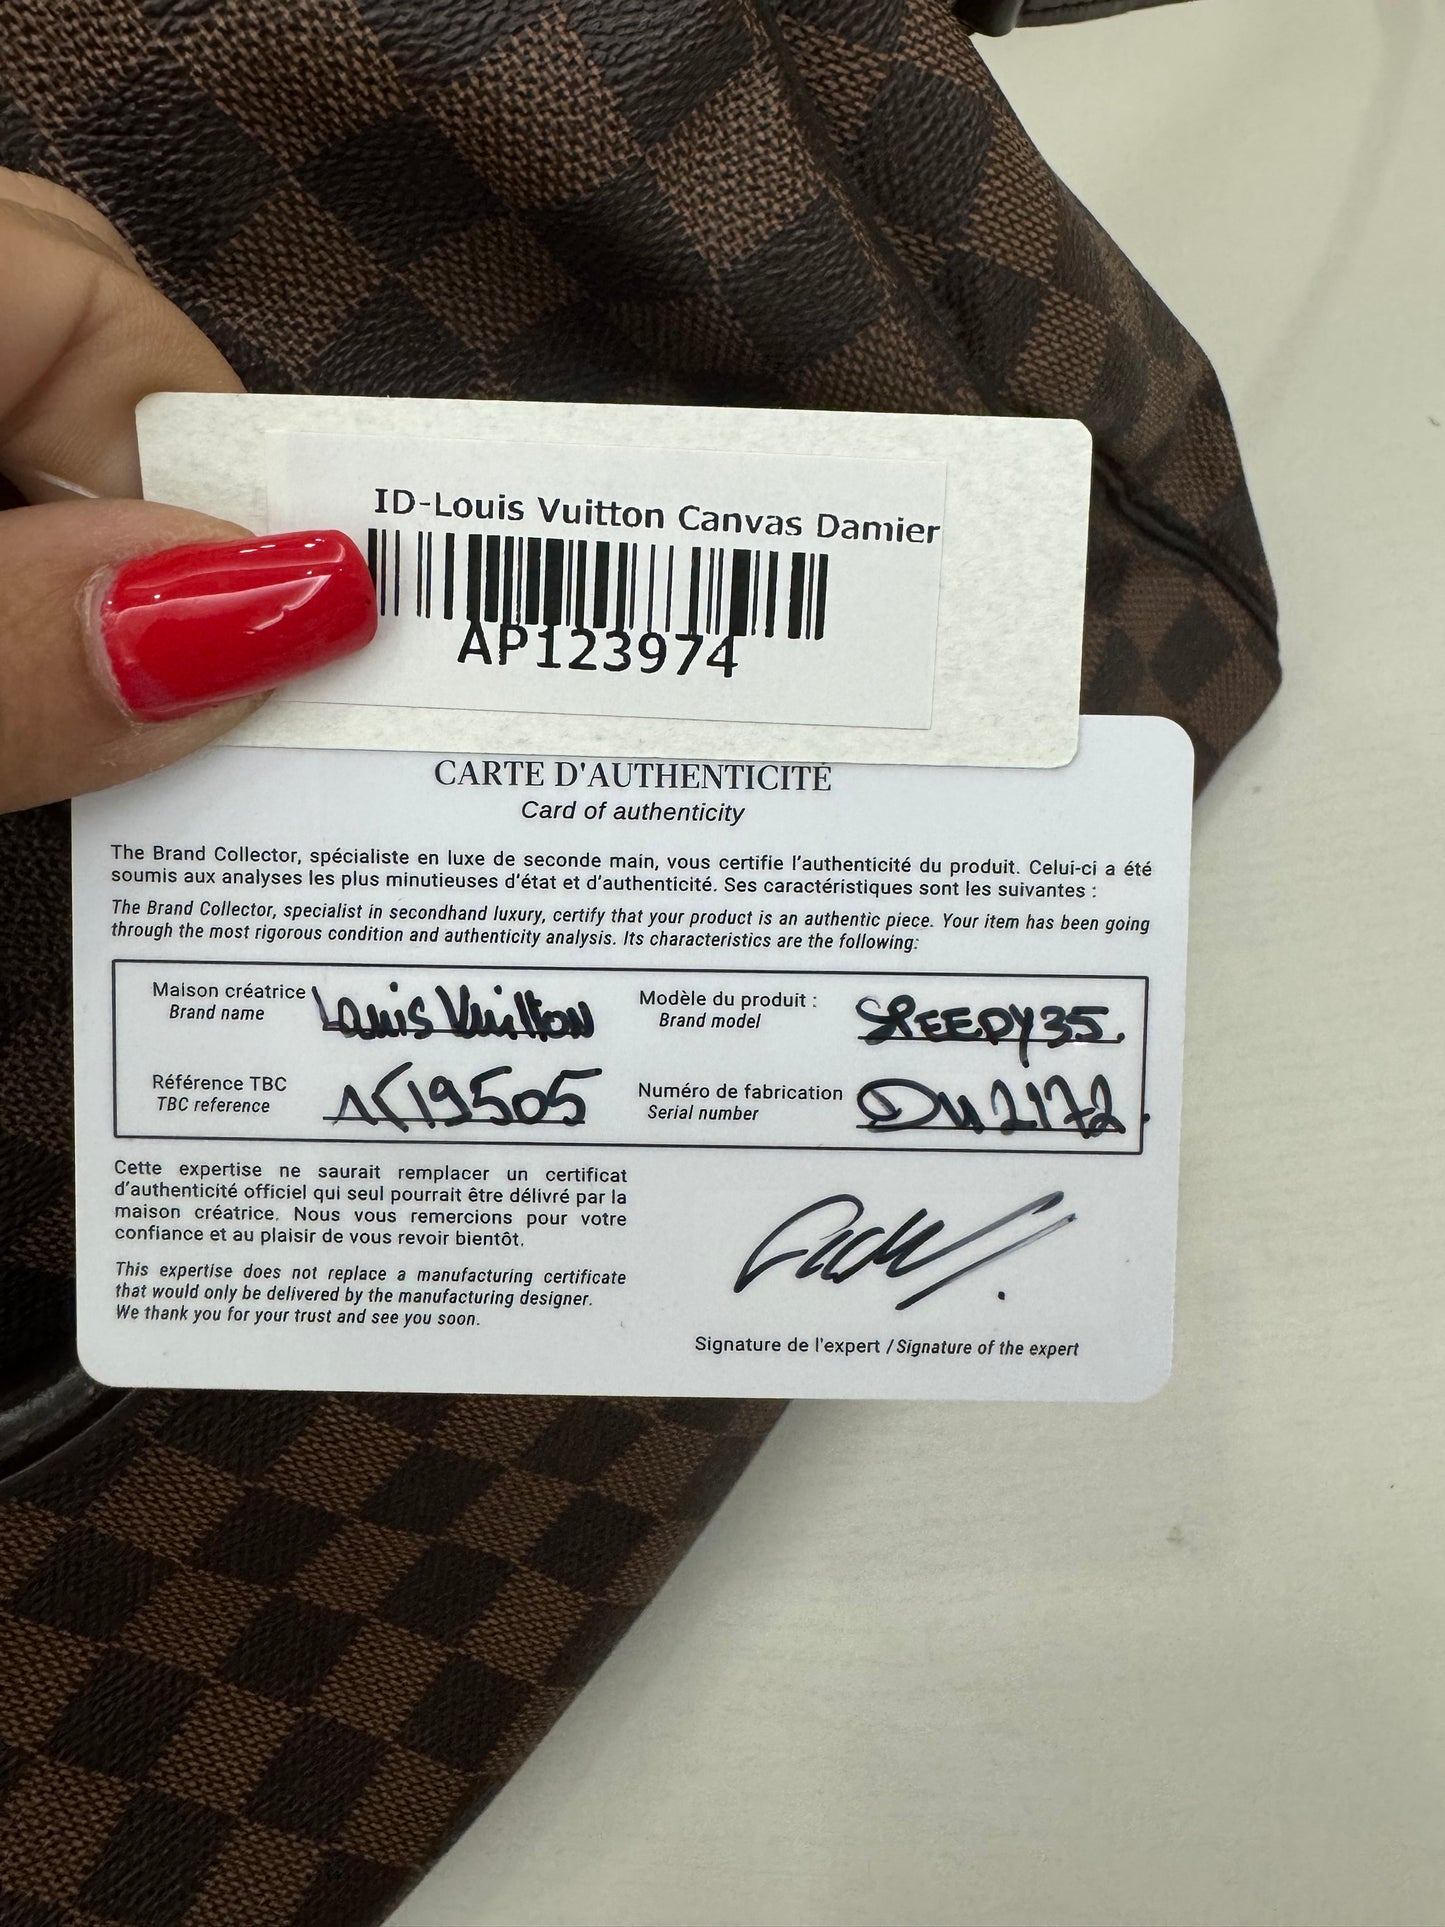 ID-Louis Vuitton Canvas Damier
AP123974
CARTE D'AUTHENTICITÉ
Card of authenticity
The Brand Collector, spécialiste en luxe de seconde main, vous certifie l'authenticité du produit. Celui-ci a été
soumis aux analyses les plus minutieuses d'état et d'authenticité. Ses caractéristiques sont les suivantes :
The Brand Collector, specialist in secondhand luxury, certify that your product is an authentic piece. Your item has been going
through the most rigorous condition and authenticity analysis. Its characteristics are the following:
Maison créatrice Louis Vuitton Modèle du produit : SPEEDY 35.
Brand name Brand model
Référence TBC Numéro de fabrication DU2172.
TBC reference Serial number
Cette expertise ne saurait remplacer un certificat
d'authenticité officiel qui seul pourrait être délivré par la
maison créatrice. Nous vous remercions pour votre
confiance et au plaisir de vous revoir bientôt.
This expertise does not replace a manufacturing certificate
that would only be delivered by the manufacturing designer.
We thank you for your trust and see you soon.
Signature de l'expert / Signature of the expert